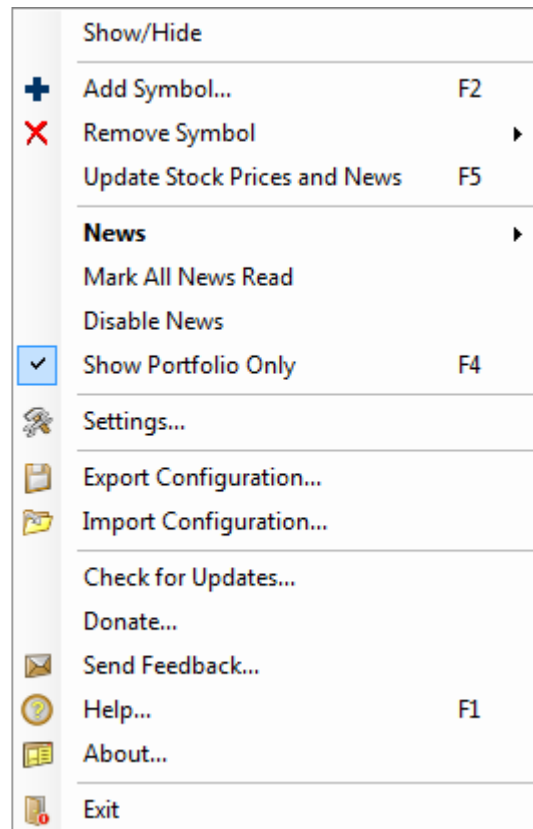 Show/Hide
Add Symbol... F2
Remove Symbol
Update Stock Prices and News F5
News
Mark All News Read
Disable News
Show Portfolio Only F4
Settings...
Export Configuration...
Import Configuration...
Check for Updates...
Donate...
Send Feedback...
Help... F1
About...
Exit